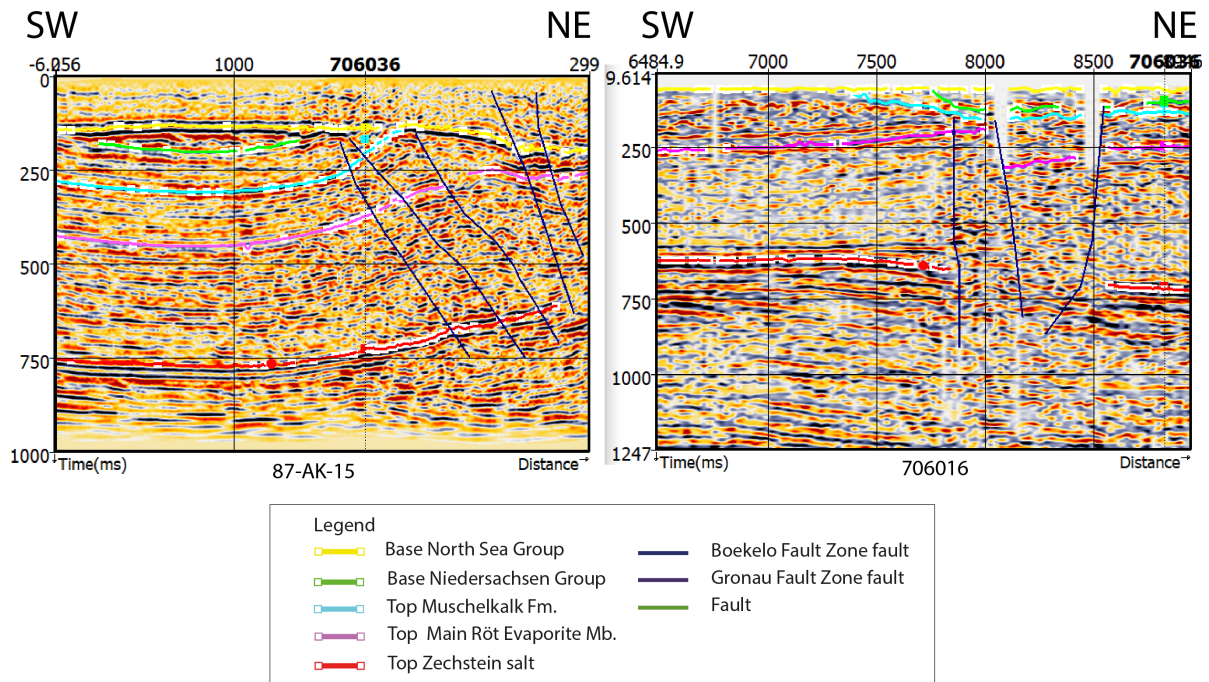 SW NE SW NE
-6.056 1000 706036 299
6484.9 7000 7500 8000 8500 706036
0
250
500
750
1000
9.614
250
500
750
1000
1247
Time(ms) 87-AK-15 Distance
Time(ms) 706016 Distance
Legend
Base North Sea Group
Base Niedersachsen Group
Top Muschelkalk Fm.
Top Main Röt Evaporite Mb.
Top Zechstein salt
Boekelo Fault Zone fault
Gronau Fault Zone fault
Fault